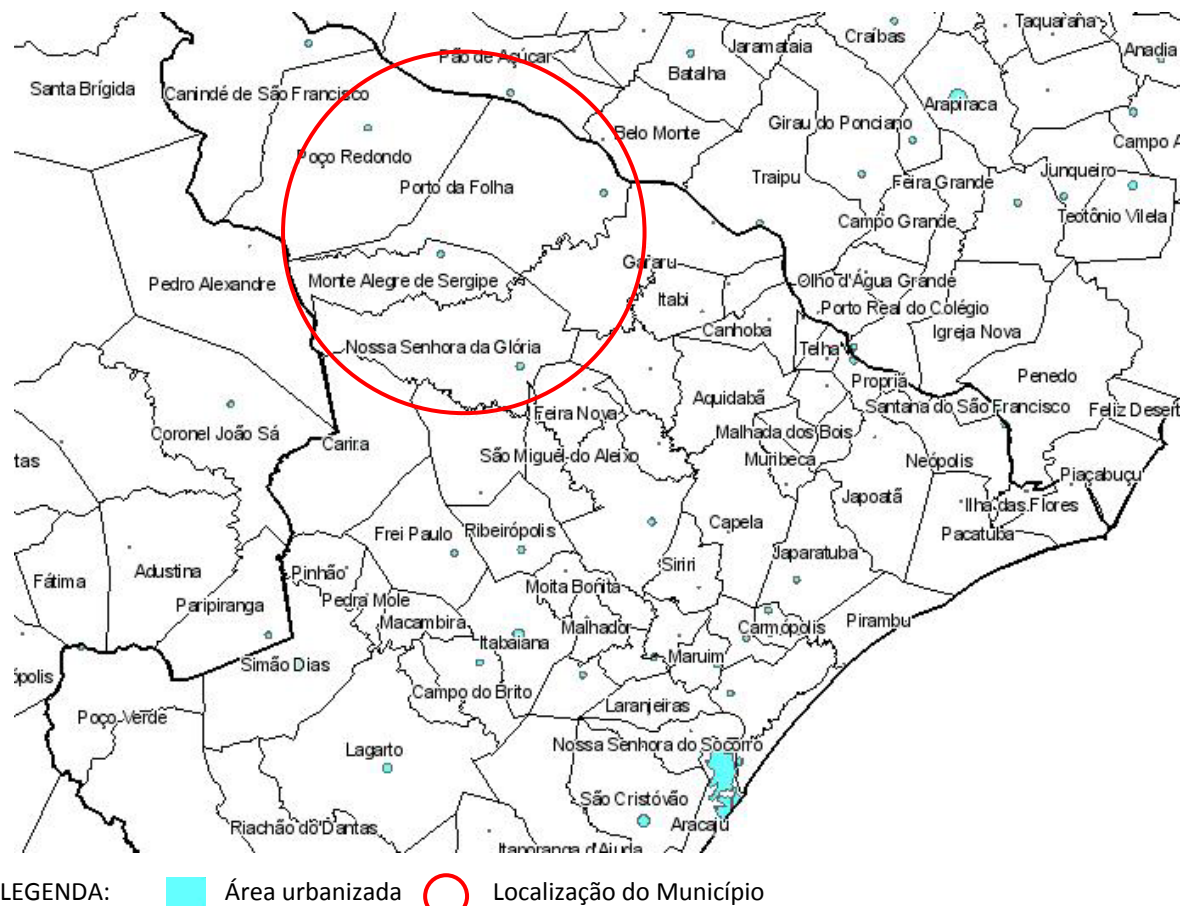 Taquarana
Craíbas
Jaramataia
Anadia
Pão de Açúcar
Batalha
Santa Brígida
Canindé de São Francisco
Arapiraca
Belo Monte
Girau do Ponciano
Campo A
Poço Redondo
Junqueiro
Traipu
Feira Grande
Porto da Folha
Campo Grande
Teotônio Vilela
Gararu
Pedro Alexandre
Monte Alegre de Sergipe
Olho d'Água Grande
Itabi
Porto Real do Colégio
Canhoba
Igreja Nova
Nossa Senhora da Glória
Telha
Propriá
Penedo
Aquidabã
Santana do São Francisco
Feliz Desert
Feira Nova
Coronel João Sá
Carira
Malhada dos Bois
São Miguel do Aleixo
Muribeca
Neópolis
tas
Piaçabuçu
Japoatã
Ilha das Flores
Capela
Pacatuba
Frei Paulo
Ribeirópolis
Japaratuba
Siriri
Adustina
Pinhão
Fátima
Moita Bonita
Pedra Mole
Paripiranga
Macambira
Malhador
Carmópolis
Pirambu
Itabaiana
Maruim
Simão Dias
ópolis
Campo do Brito
Laranjeiras
Poço Verde
Lagarto
Nossa Senhora do Socorro
São Cristóvão
Riachão do Dantas
Aracaju
Itaporanga d'Ajuda
LEGENDA: Área urbanizada Localização do Município